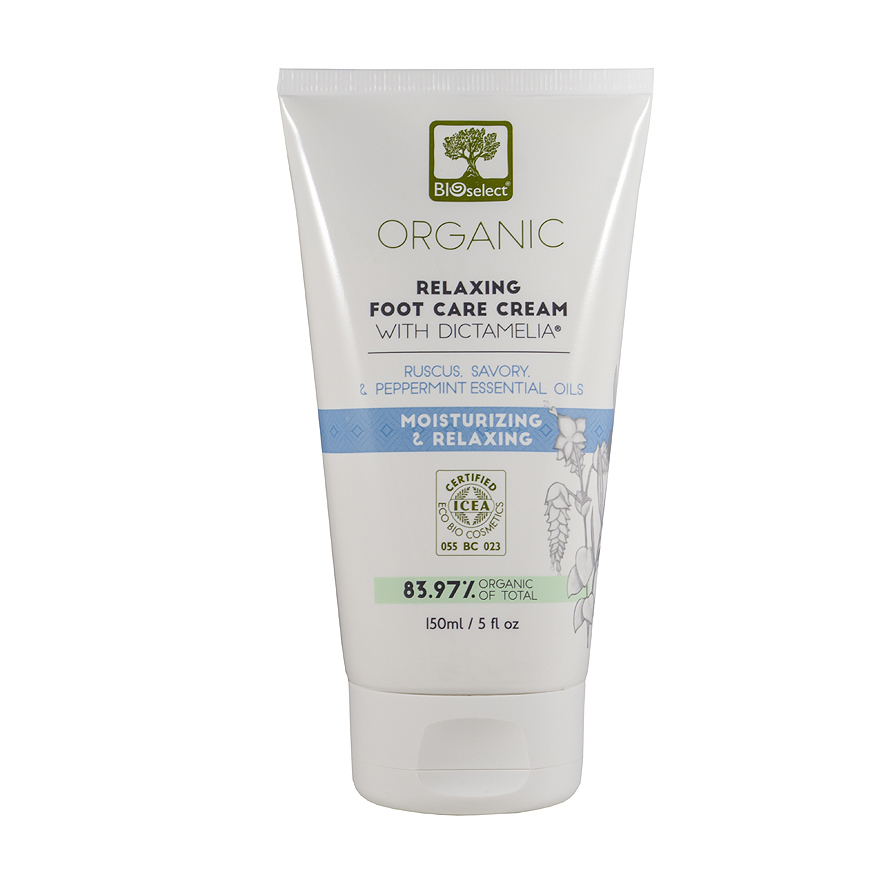 BIOselect®
ORGANIC
RELAXING
FOOT CARE CREAM
WITH DICTAMELIA®
RUSCUS, SAVORY,
& PEPPERMINT ESSENTIAL OILS
MOISTURIZING
& RELAXING
CERTIFIED
ICEA
ECO BIO COSMETICS
055 BC 023
83.97% ORGANIC
OF TOTAL
150ml / 5 fl oz